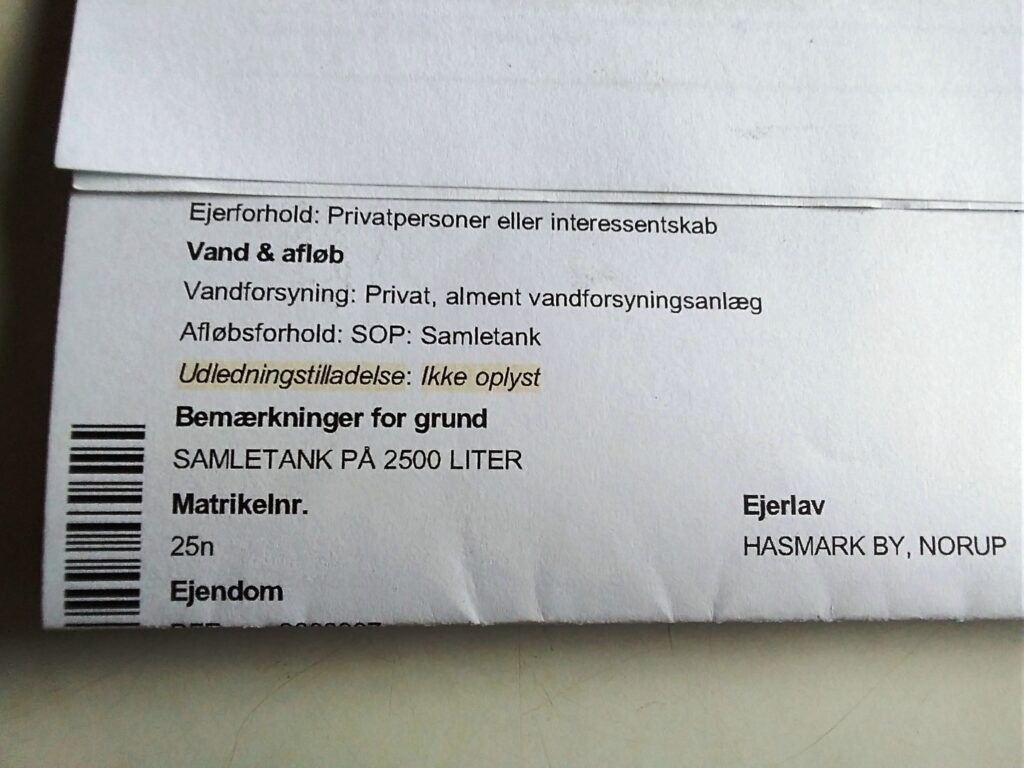 Ejerforhold: Privatpersoner eller interessentskab
Vand & afløb
Vandforsyning: Privat, alment vandforsyningsanlæg
Afløbsforhold: SOP: Samletank
Udledningstilladelse: Ikke oplyst
Bemærkninger for grund
SAMLETANK PÅ 2500 LITER
Matrikelnr. Ejerlav
25n HASMARK BY, NORUP
Ejendom